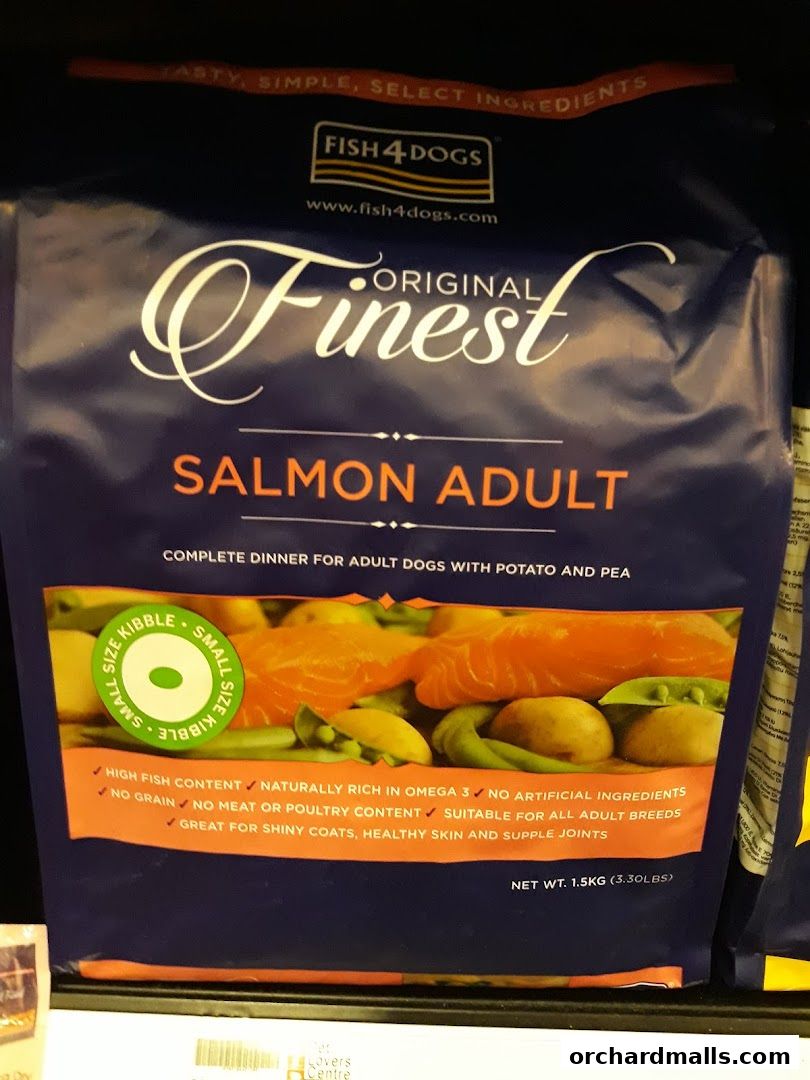 TASTY, SIMPLE, SELECT INGREDIENTS
FISH4DOGS
www.fish4dogs.com
ORIGINAL
Finest
SALMON ADULT
COMPLETE DINNER FOR ADULT DOGS WITH POTATO AND PEA
SMALL SIZE KIBBLE • SMALL SIZE KIBBLE •
✓ HIGH FISH CONTENT ✓ NATURALLY RICH IN OMEGA 3 ✓ NO ARTIFICIAL INGREDIENTS
✓ NO GRAIN ✓ NO MEAT OR POULTRY CONTENT ✓ SUITABLE FOR ALL ADULT BREEDS
✓ GREAT FOR SHINY COATS, HEALTHY SKIN AND SUPPLE JOINTS
NET WT. 1.5KG (3.30LBS)
Lovers
Centre
orchardmalls.com